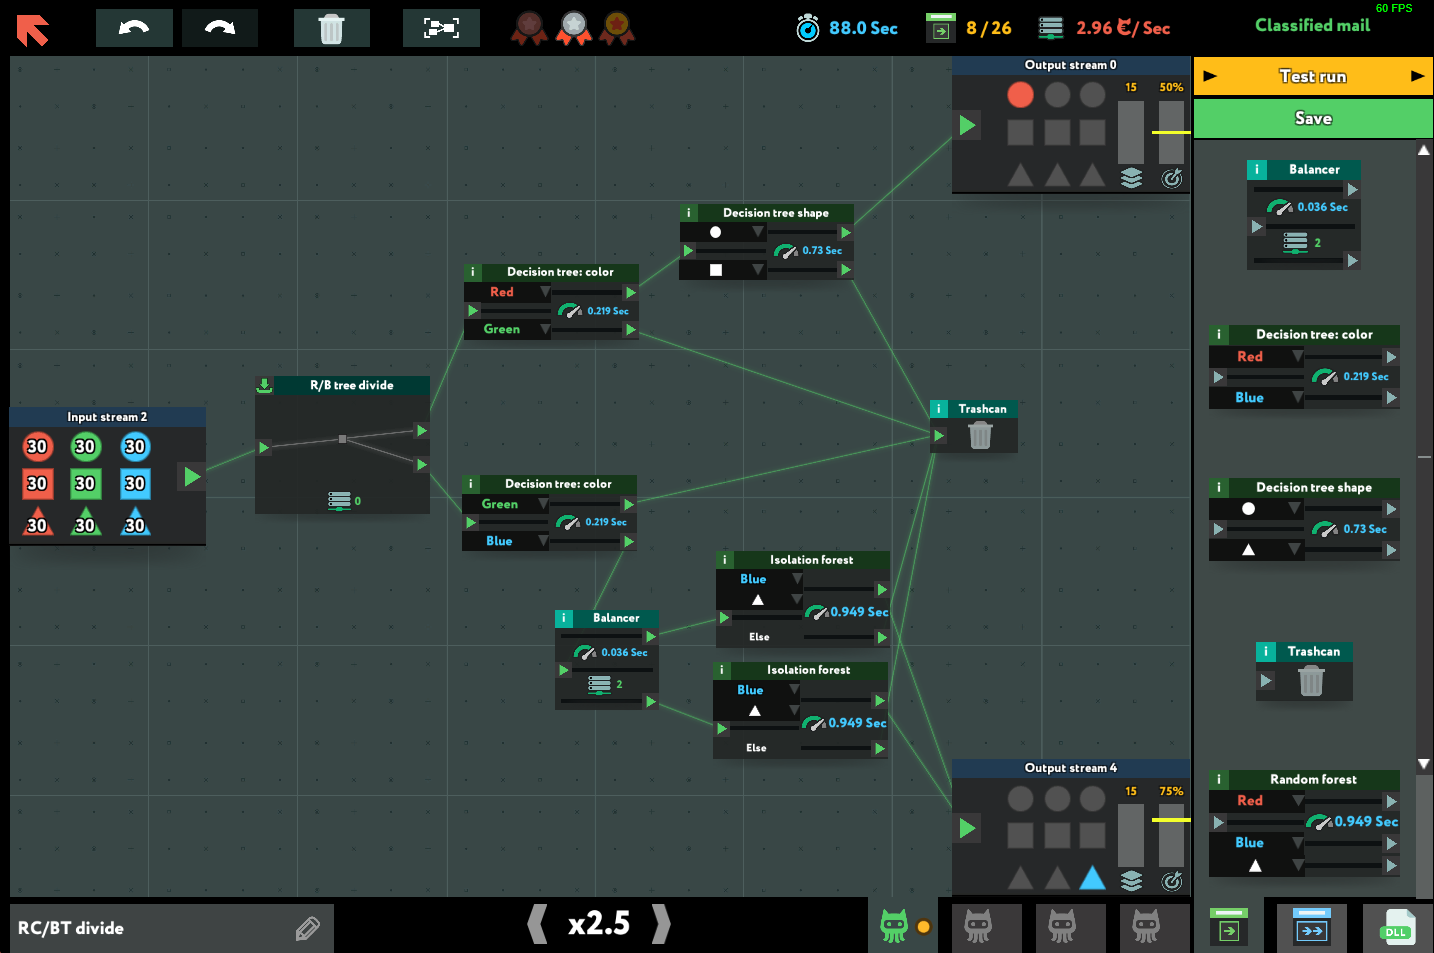 60 FPS
88.0 Sec
8 / 26
2.96 €/ Sec
Classified mail
Output stream 0
15
50%
Test run
Save
Balancer
0.036 Sec
2
Decision tree shape
0.73 Sec
Decision tree: color
Red
0.219 Sec
Green
Decision tree: color
Red
0.219 Sec
Blue
R/B tree divide
0
Input stream 2
30 30 30
30 30 30
30 30 30
Trashcan
Decision tree: color
Green
0.219 Sec
Blue
Decision tree shape
0.73 Sec
Isolation forest
Blue
0.949 Sec
Else
Balancer
0.036 Sec
2
Isolation forest
Blue
0.949 Sec
Else
Trashcan
Output stream 4
15
75%
Random forest
Red
0.949 Sec
Blue
RC/BT divide
x2.5
DLL